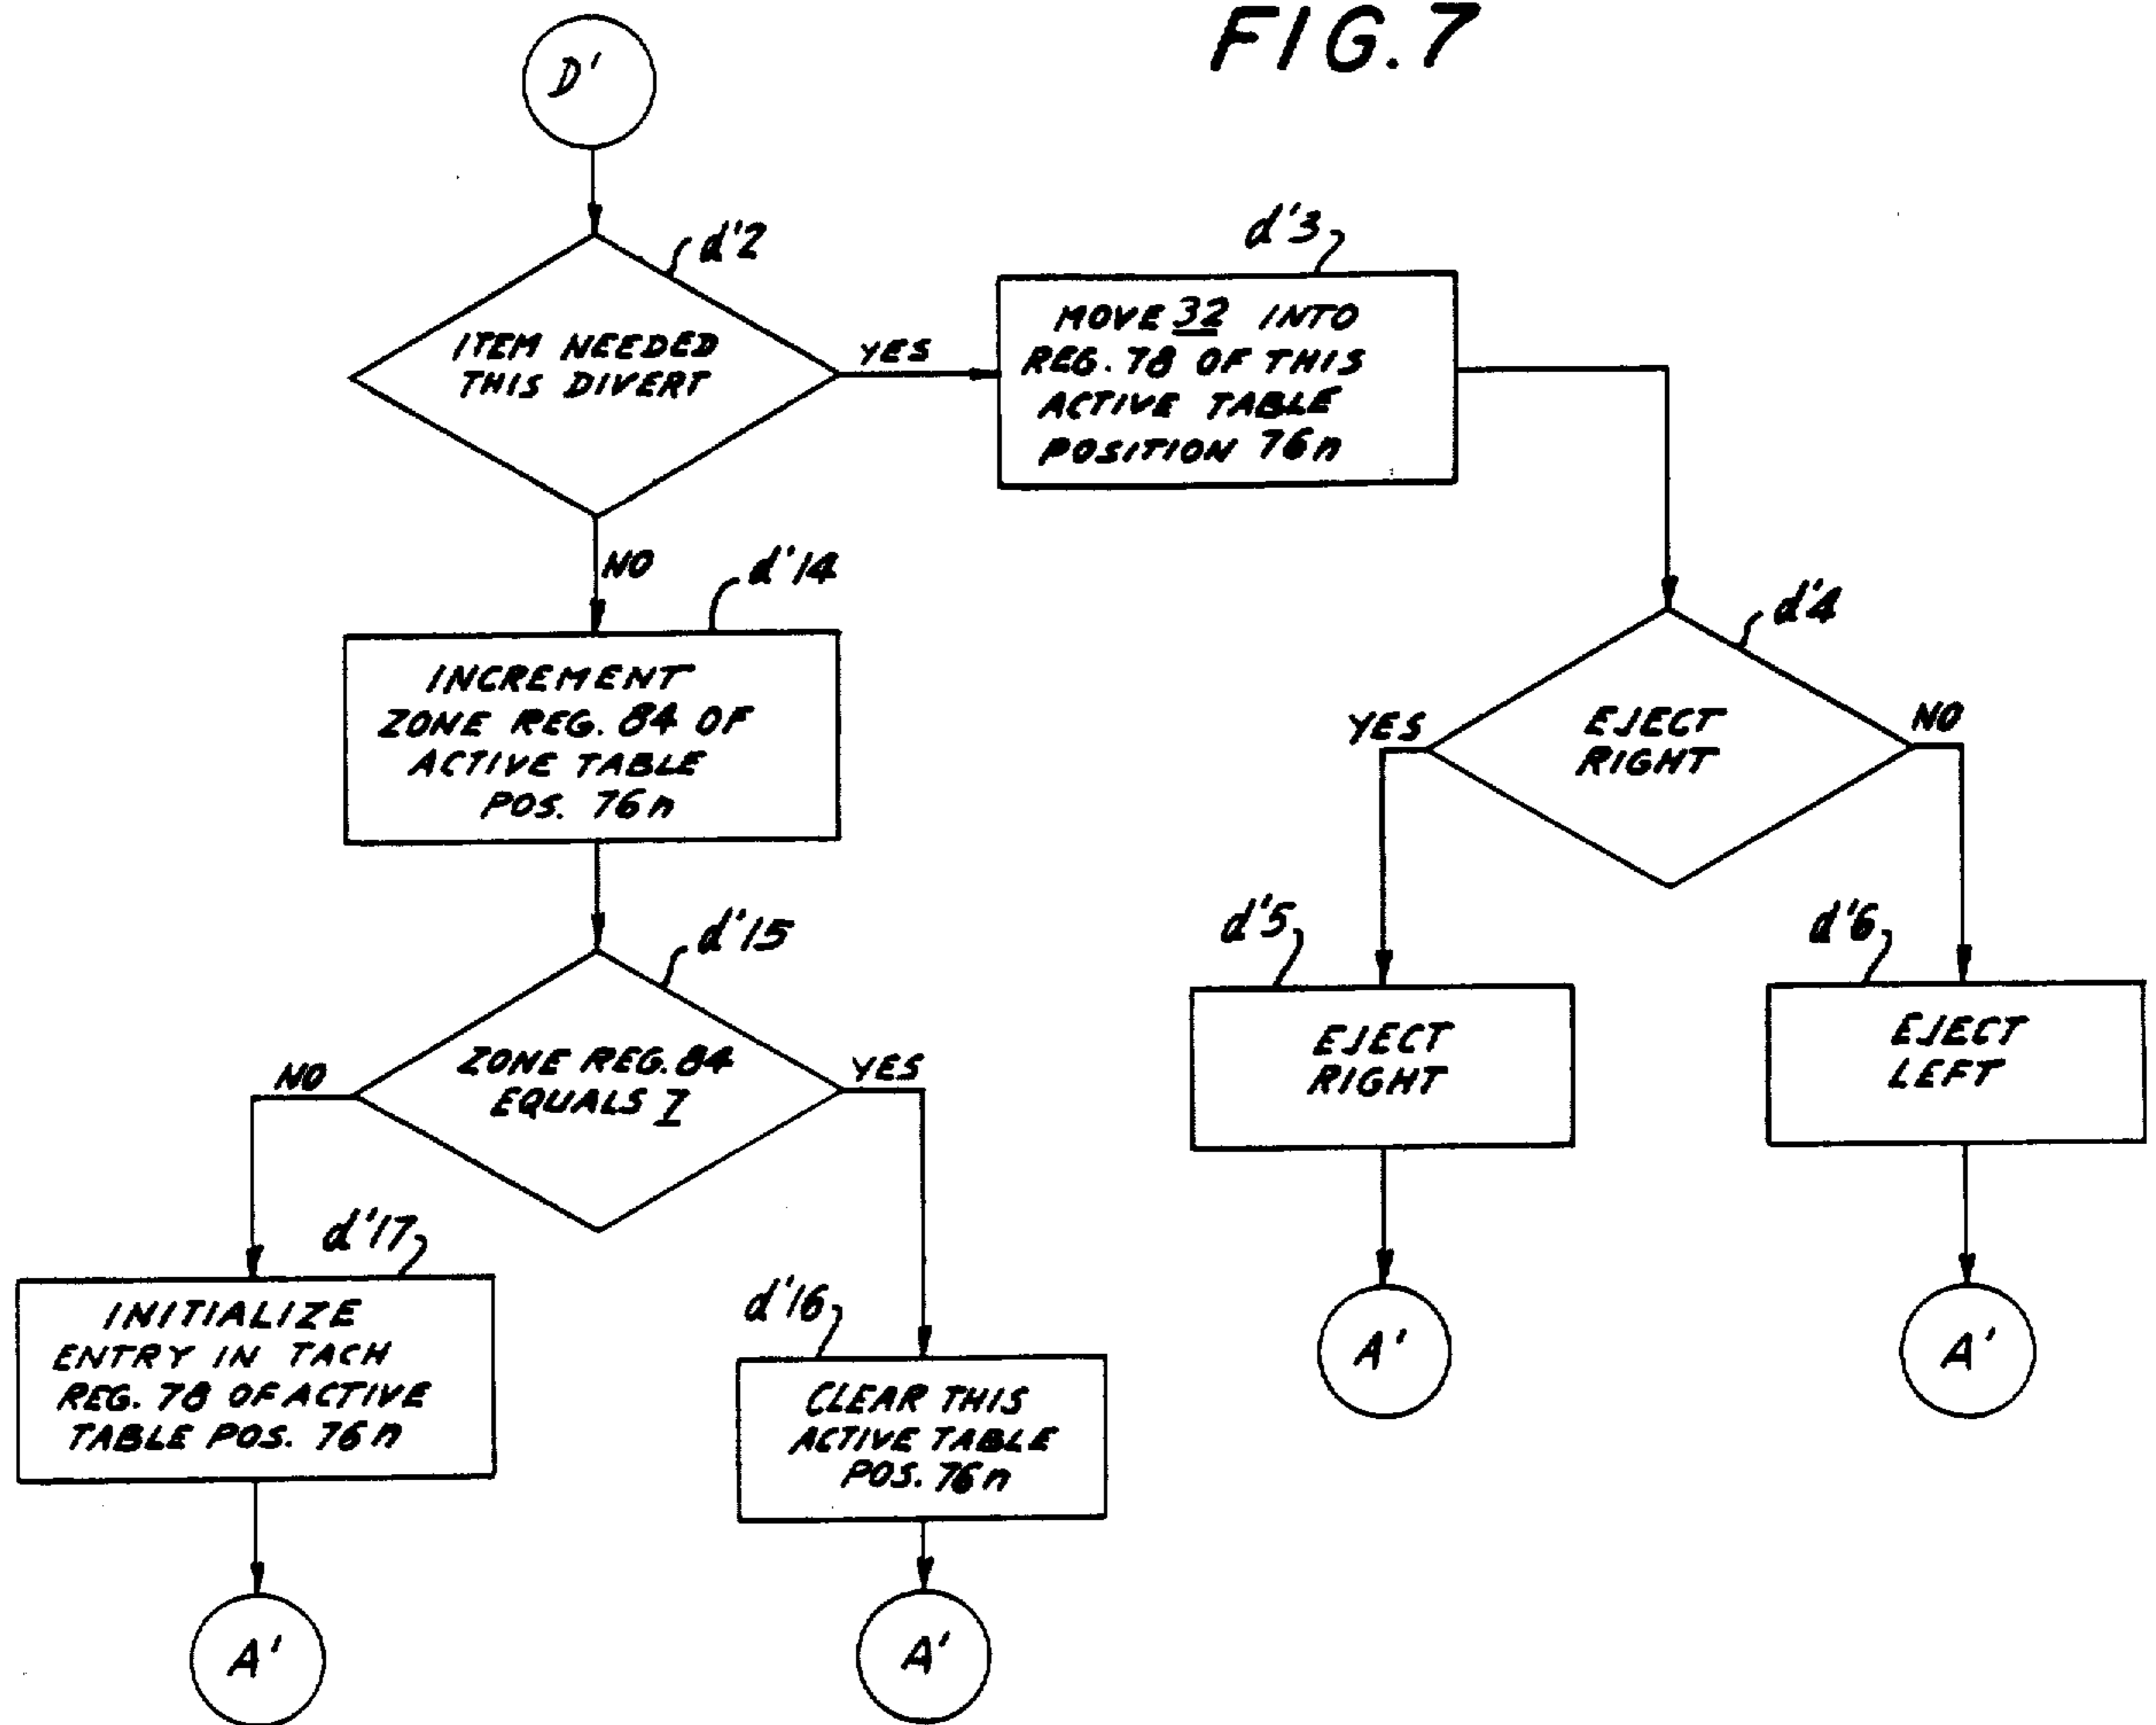 FIG. 7
D'
d'2
ITEM NEEDED
THIS DIVERT
YES
d'3
MOVE 32 INTO
REG. 78 OF THIS
ACTIVE TABLE
POSITION 76n
NO
d'14
INCREMENT
ZONE REG. 84 OF
ACTIVE TABLE
POS. 76n
d'4
YES
EJECT
RIGHT
NO
d'15
NO
ZONE REG. 84
EQUALS 7
YES
d'5
EJECT
RIGHT
d'6
EJECT
LEFT
d'17
INITIALIZE
ENTRY IN TACH
REG. 78 OF ACTIVE
TABLE POS. 76n
d'16
CLEAR THIS
ACTIVE TABLE
POS. 76n
A'
A'
A'
A'